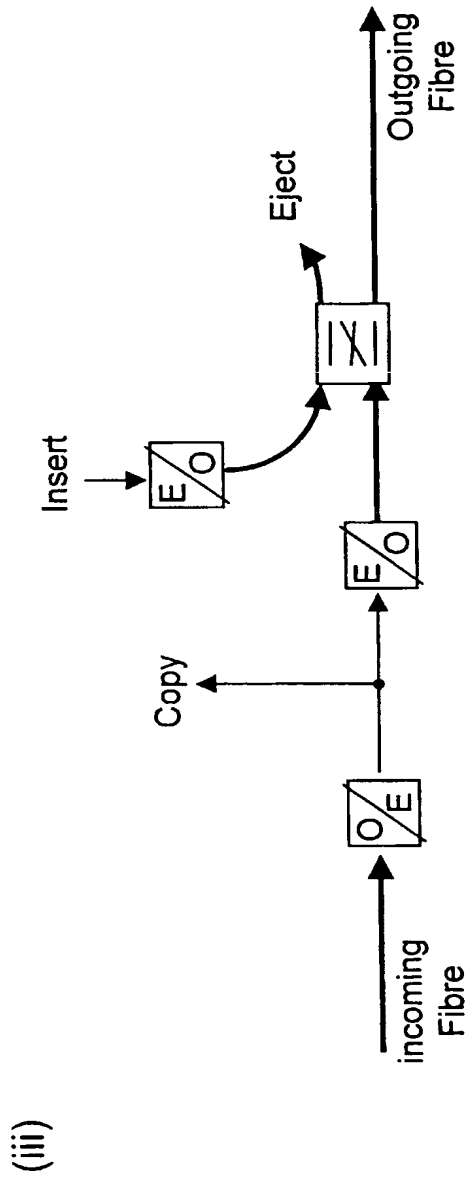 (iii)
Insert
E
O
Copy
Eject
O
E
E
O
incoming
Fibre
Outgoing
Fibre